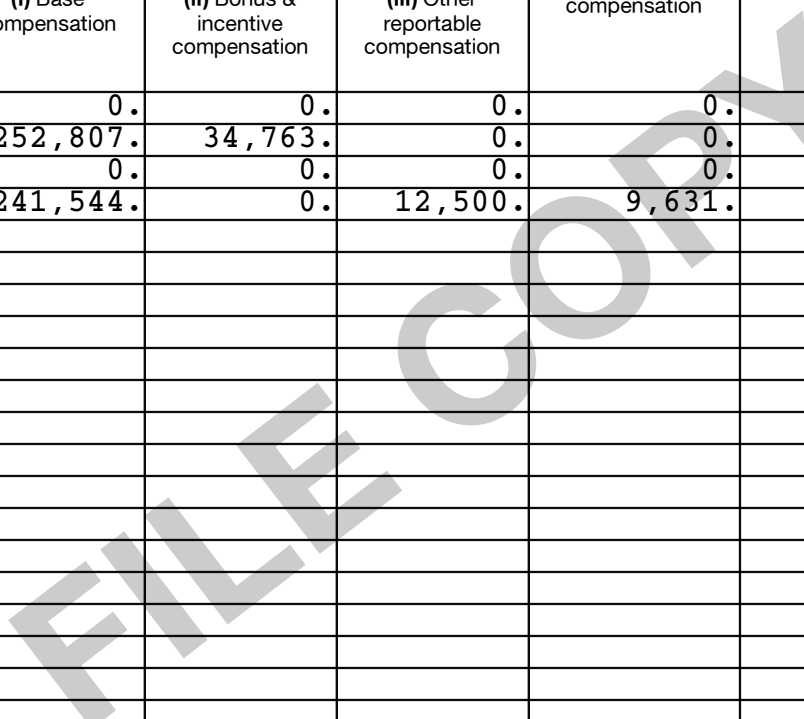 (i) Base (ii) Bonus & (iii) Other compensation
ompensation incentive reportable
compensation compensation
0. 0. 0. 0.
252,807. 34,763. 0. 0.
0. 0. 0. 0.
241,544. 0. 12,500. 9,631.
FILE COPY